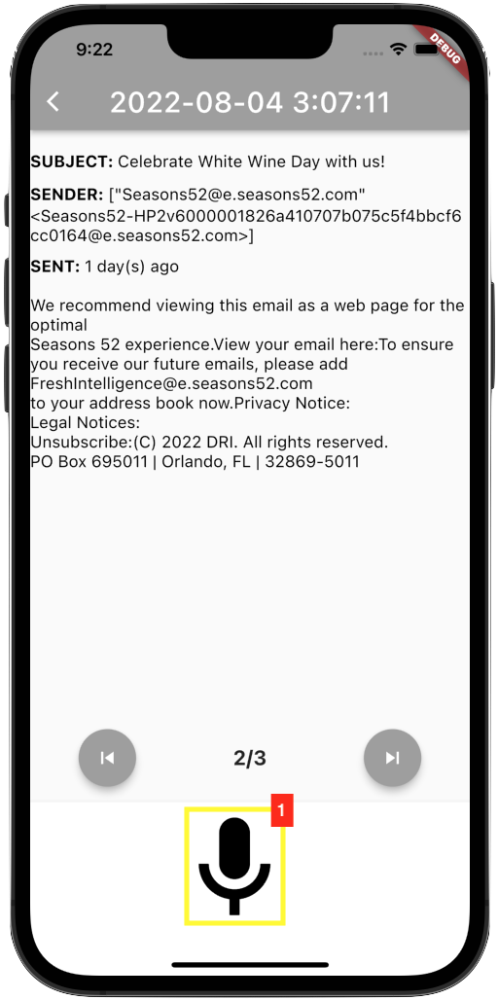 9:22
DEBUG
2022-08-04 3:07:11
SUBJECT: Celebrate White Wine Day with us!
SENDER: ["Seasons52@e.seasons52.com"
<Seasons52-HP2v6000001826a410707b075c5f4bbcf6
cc0164@e.seasons52.com>]
SENT: 1 day(s) ago
We recommend viewing this email as a web page for the
optimal
Seasons 52 experience.View your email here:To ensure
you receive our future emails, please add
FreshIntelligence@e.seasons52.com
to your address book now.Privacy Notice:
Legal Notices:
Unsubscribe:(C) 2022 DRI. All rights reserved.
PO Box 695011 | Orlando, FL | 32869-5011
2/3
1